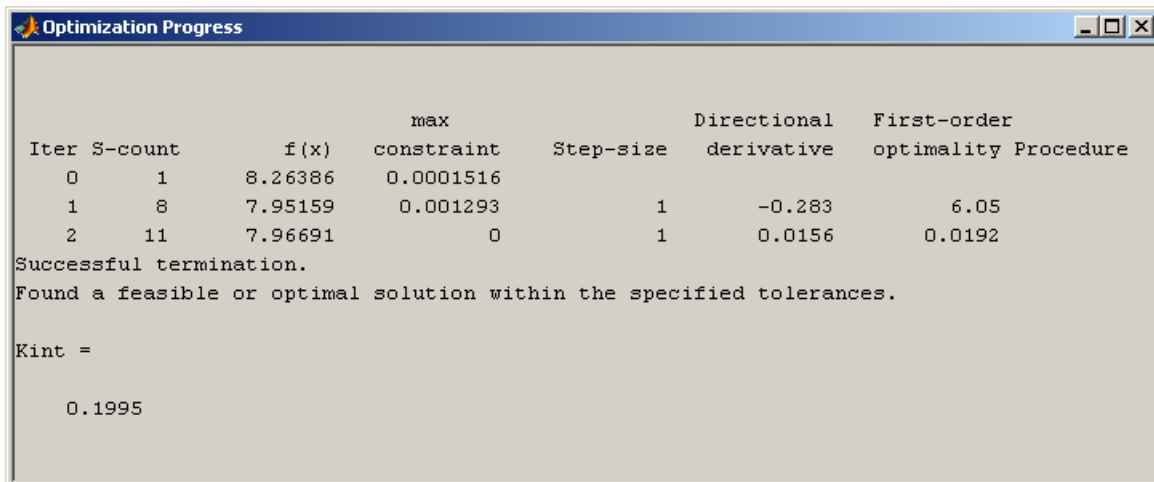 Optimization Progress
max Directional First-order
Iter S-count f(x) constraint Step-size derivative optimality Procedure
0 1 8.26386 0.0001516
1 8 7.95159 0.001293 1 -0.283 6.05
2 11 7.96691 0 1 0.0156 0.0192
Successful termination.
Found a feasible or optimal solution within the specified tolerances.
Kint =
0.1995